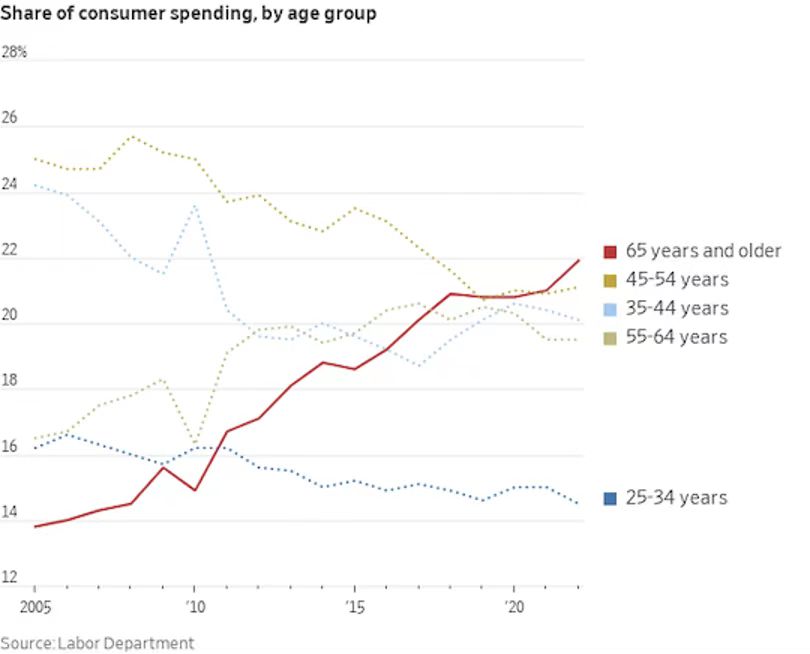 Share of consumer spending, by age group
28%
26
24
22
20
18
16
14
12
2005 '10 '15 '20
65 years and older
45-54 years
35-44 years
55-64 years
25-34 years
Source: Labor Department